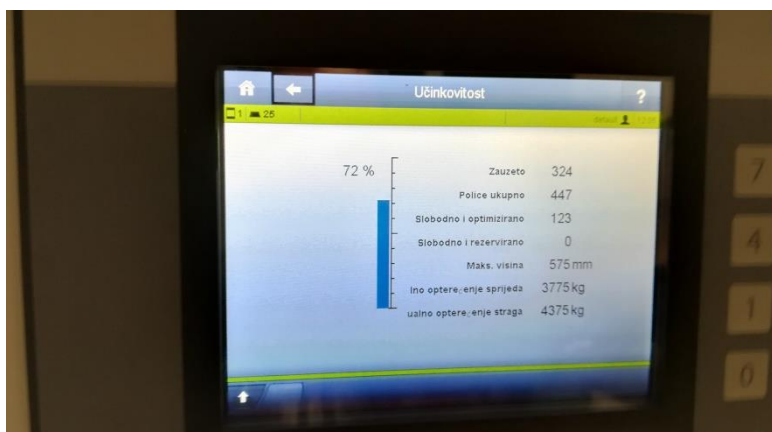 Učinkovitost
?
1 25
default
72 %
Zauzeto 324
Police ukupno 447
Slobodno i optimizirano 123
Slobodno i rezervirano 0
Maks. visina 575 mm
lno optere enje sprijeda 3775 kg
ualno optere enje straga 4375 kg
7
4
1
0